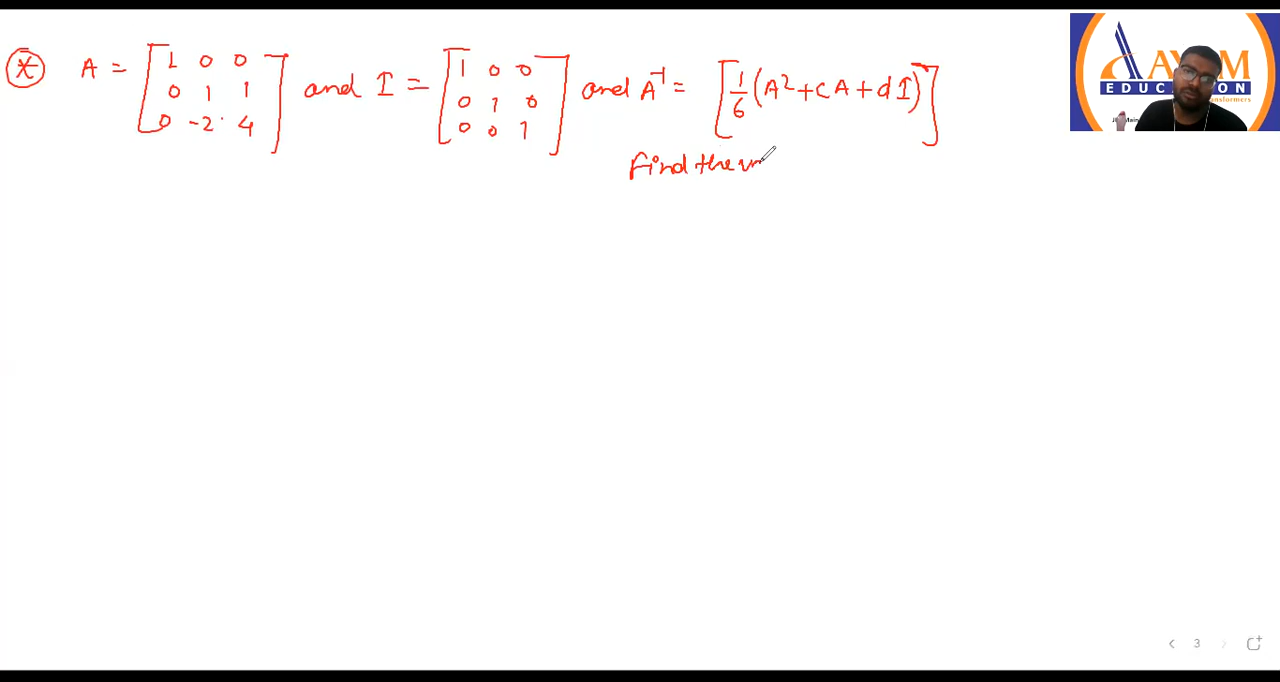 * A = [1 0 0; 0 1 1; 0 -2 4] and I = [1 0 0; 0 1 0; 0 0 1] and A⁻¹ = [1/6 (A² + cA + dI)]
find the
AYAM
EDUCATION
3